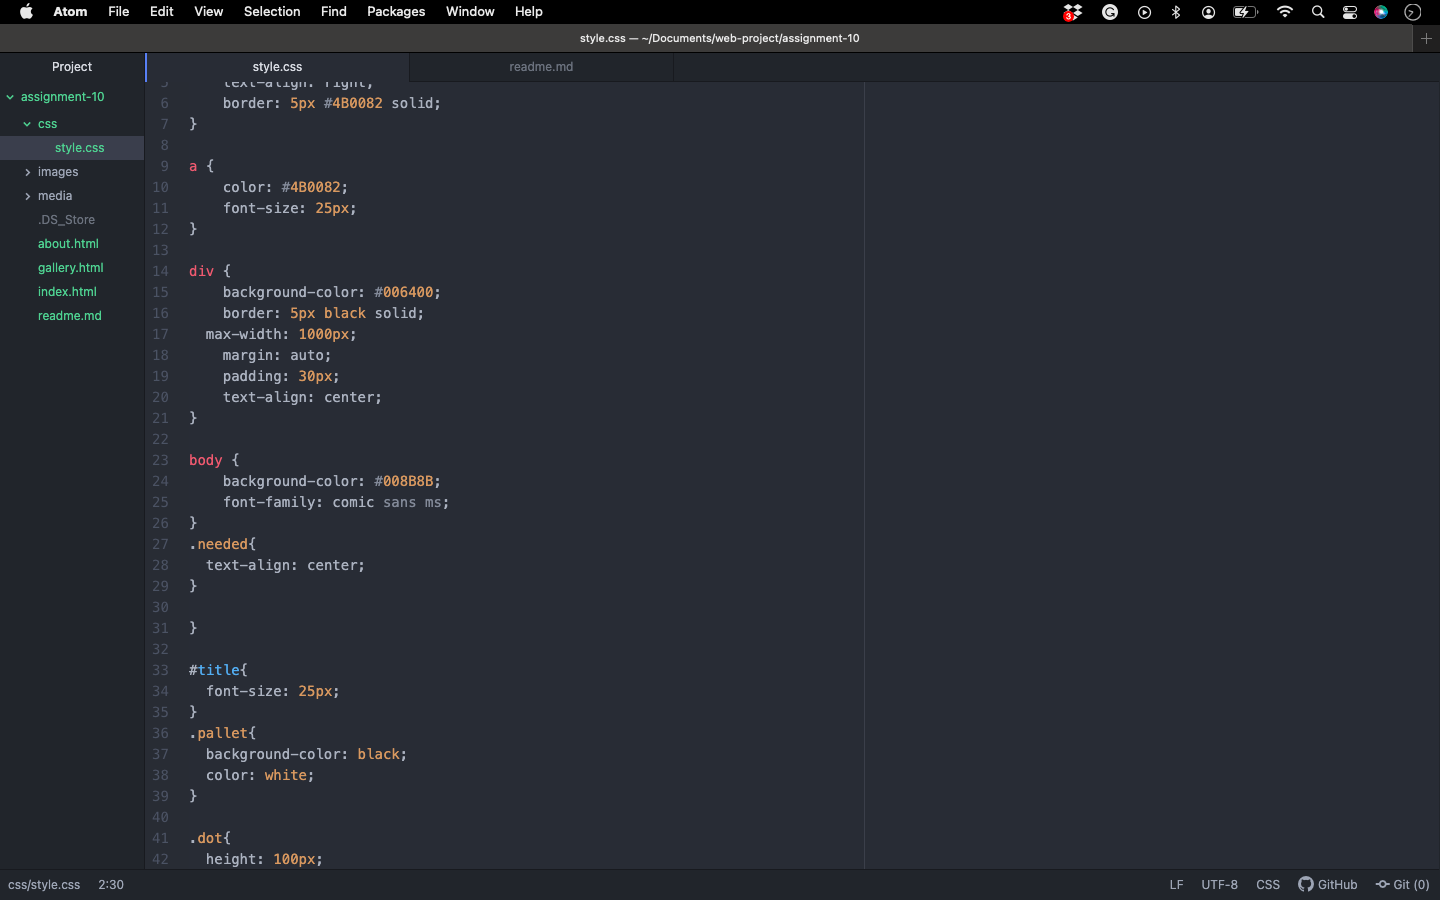 Atom File Edit View Selection Find Packages Window Help
3
style.css — ~/Documents/web-project/assignment-10
Project
style.css
readme.md
assignment-10
css
style.css
images
media
.DS_Store
about.html
gallery.html
index.html
readme.md
5 text-align: right;
6 border: 5px #4B0082 solid;
7 }
8
9 a {
10 color: #4B0082;
11 font-size: 25px;
12 }
13
14 div {
15 background-color: #006400;
16 border: 5px black solid;
17 max-width: 1000px;
18 margin: auto;
19 padding: 30px;
20 text-align: center;
21 }
22
23 body {
24 background-color: #008B8B;
25 font-family: comic sans ms;
26 }
27 .needed{
28 text-align: center;
29 }
30
31 }
32
33 #title{
34 font-size: 25px;
35 }
36 .pallet{
37 background-color: black;
38 color: white;
39 }
40
41 .dot{
42 height: 100px;
css/style.css 2:30
LF UTF-8 CSS GitHub Git (0)